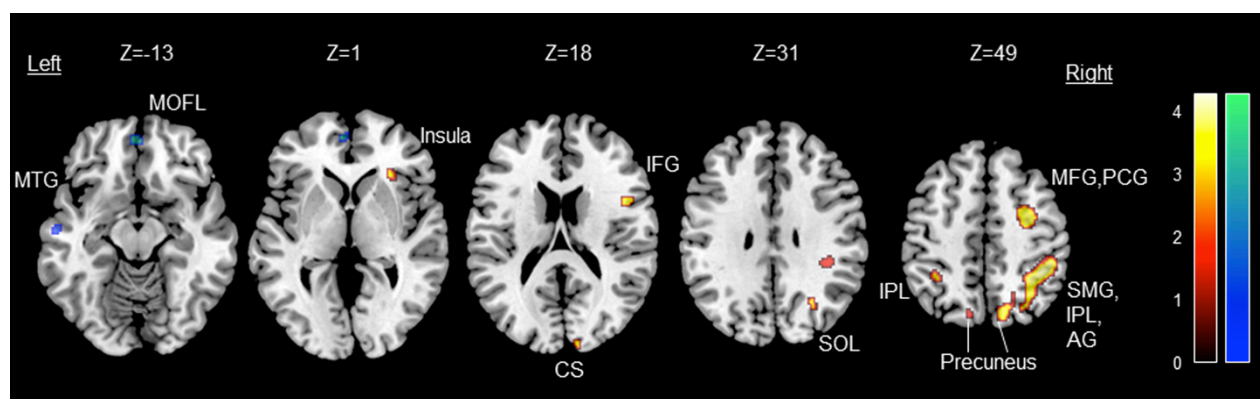 Left
Z=-13
Z=1
Z=18
Z=31
Z=49
Right
MOFL
MTG
Insula
IFG
CS
SOL
MFG,PCG
IPL
SMG,
IPL,
AG
Precuneus
4
3
2
1
0